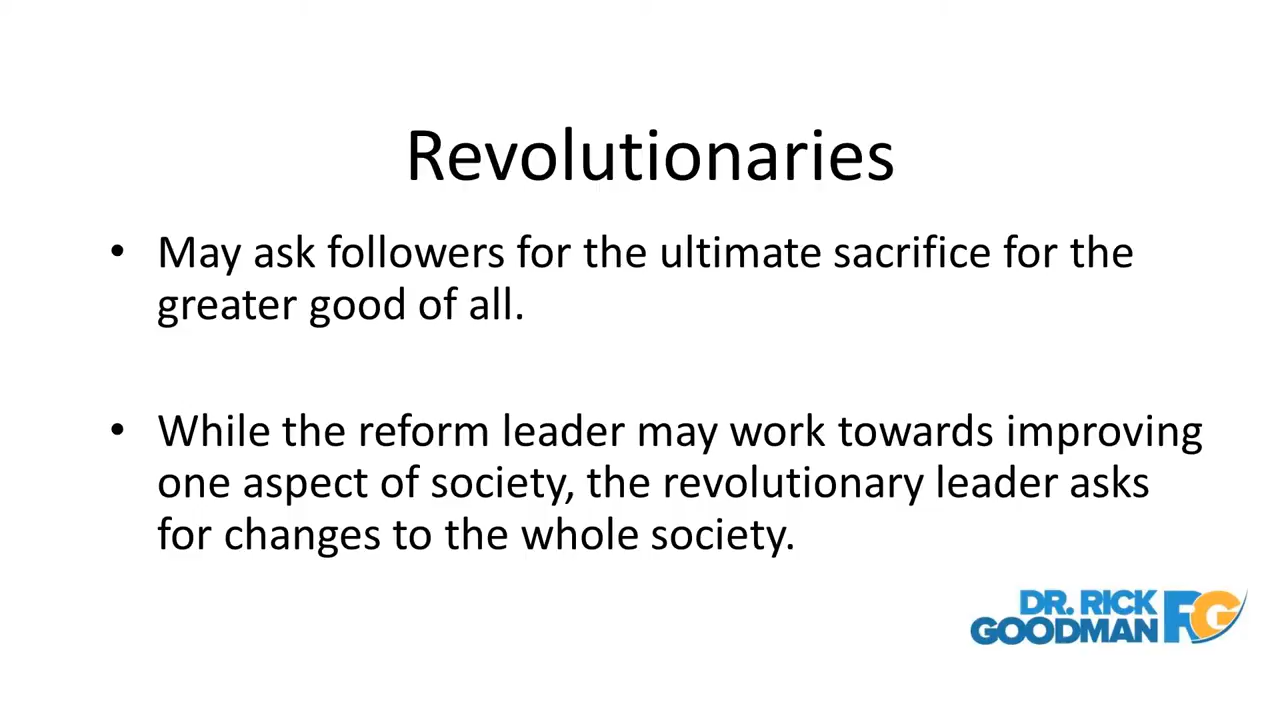 Revolutionaries
• May ask followers for the ultimate sacrifice for the
greater good of all.
• While the reform leader may work towards improving
one aspect of society, the revolutionary leader asks
for changes to the whole society.
DR. RICK
GOODMAN RG